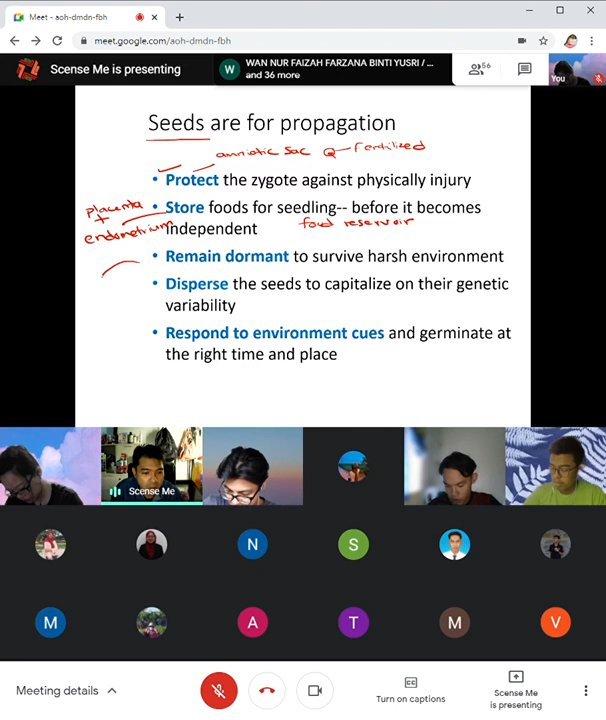 Meet - aoh-dmdn-fbh
meet.google.com/aoh-dmdn-fbh
Scense Me is presenting
W
WAN NUR FAIZAH FARZANA BINTI YUSRI / ...
and 36 more
56
You
Seeds are for propagation
amniotic sac
Fertilized
• Protect the zygote against physically injury
placenta
+
endometrium
• Store foods for seedling-- before it becomes
independent
food reservoir
• Remain dormant to survive harsh environment
• Disperse the seeds to capitalize on their genetic
variability
• Respond to environment cues and germinate at
the right time and place
Scense Me
N
S
M
A
T
M
V
Meeting details
CC
Turn on captions
Scense Me
is presenting